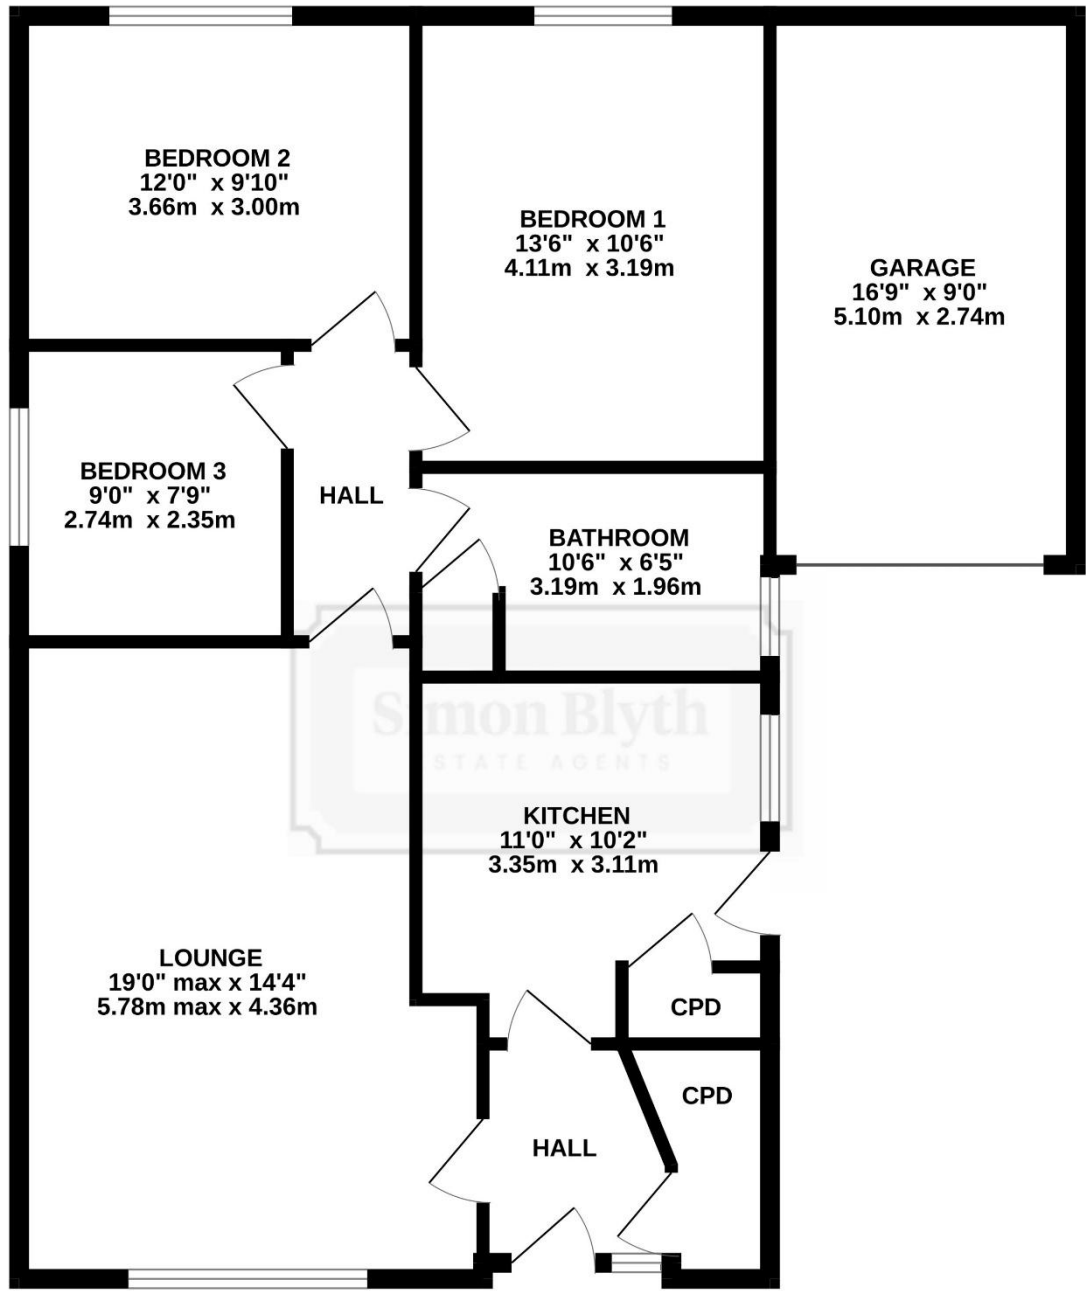 BEDROOM 2
12'0" x 9'10"
3.66m x 3.00m
BEDROOM 1
13'6" x 10'6"
4.11m x 3.19m
GARAGE
16'9" x 9'0"
5.10m x 2.74m
BEDROOM 3
9'0" x 7'9"
2.74m x 2.35m
HALL
BATHROOM
10'6" x 6'5"
3.19m x 1.96m
Simon Blyth
ESTATE AGENTS
KITCHEN
11'0" x 10'2"
3.35m x 3.11m
LOUNGE
19'0" max x 14'4"
5.78m max x 4.36m
CPD
CPD
HALL